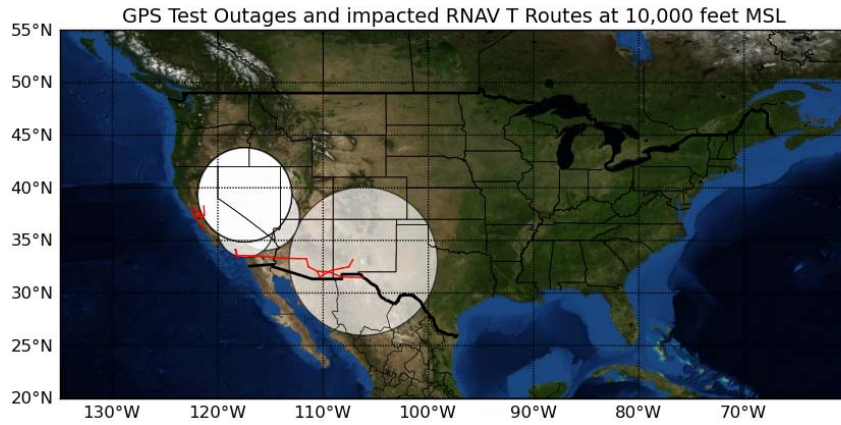 GPS Test Outages and impacted RNAV T Routes at 10,000 feet MSL
55°N
50°N
45°N
40°N
35°N
30°N
25°N
20°N
130°W 120°W 110°W 100°W 90°W 80°W 70°W